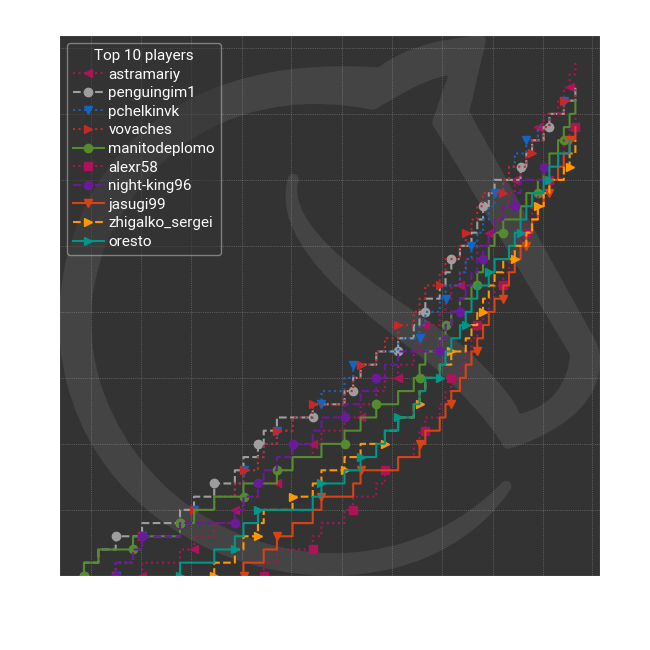 Top 10 players
astramariy
penguingim1
pchelkinvk
vovaches
manitodeplomo
alexr58
night-king96
jasugi99
zhigalko_sergei
oresto